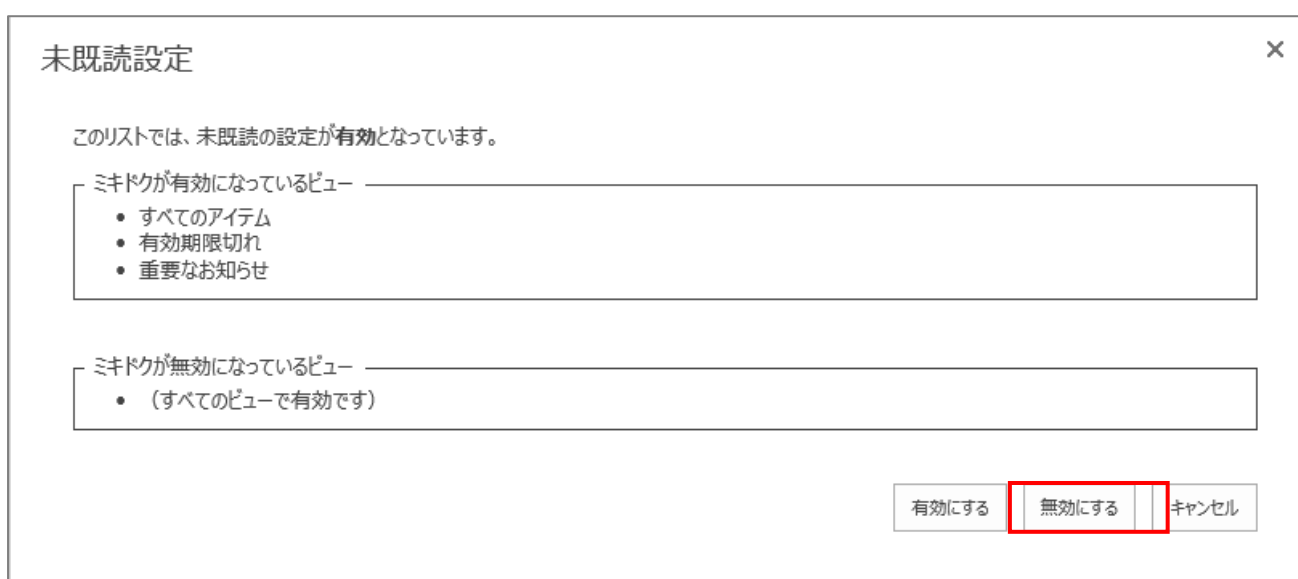 未既読設定
×
このリストでは、未既読の設定が有効となっています。
ミキドクが有効になっているビュー
• すべてのアイテム
• 有効期限切れ
• 重要なお知らせ
ミキドクが無効になっているビュー
• （すべてのビューで有効です）
有効にする 無効にする キャンセル